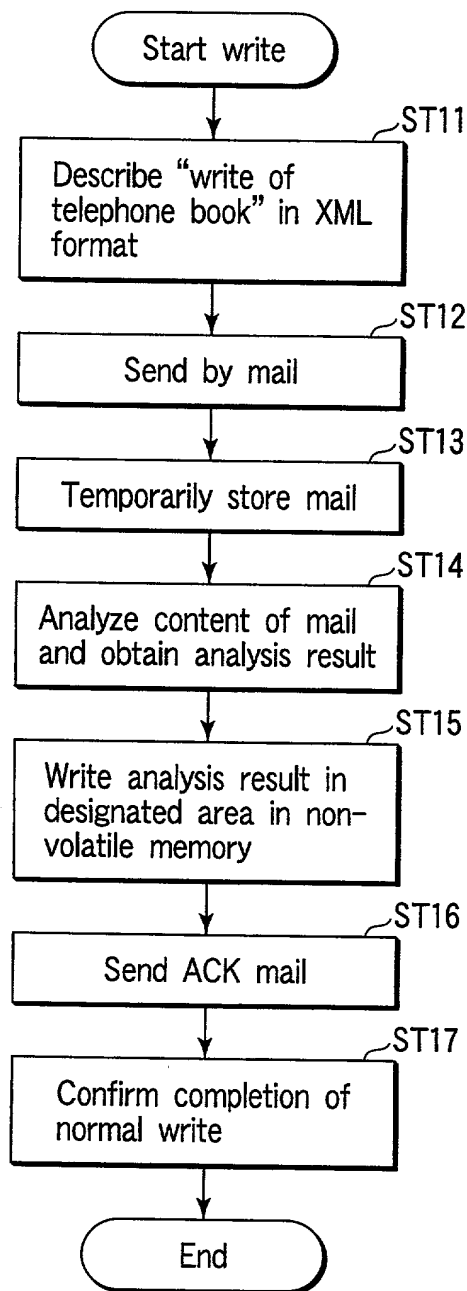 Start write
ST11
Describe “write of
telephone book” in XML
format
ST12
Send by mail
ST13
Temporarily store mail
ST14
Analyze content of mail
and obtain analysis result
ST15
Write analysis result in
designated area in non-
volatile memory
ST16
Send ACK mail
ST17
Confirm completion of
normal write
End